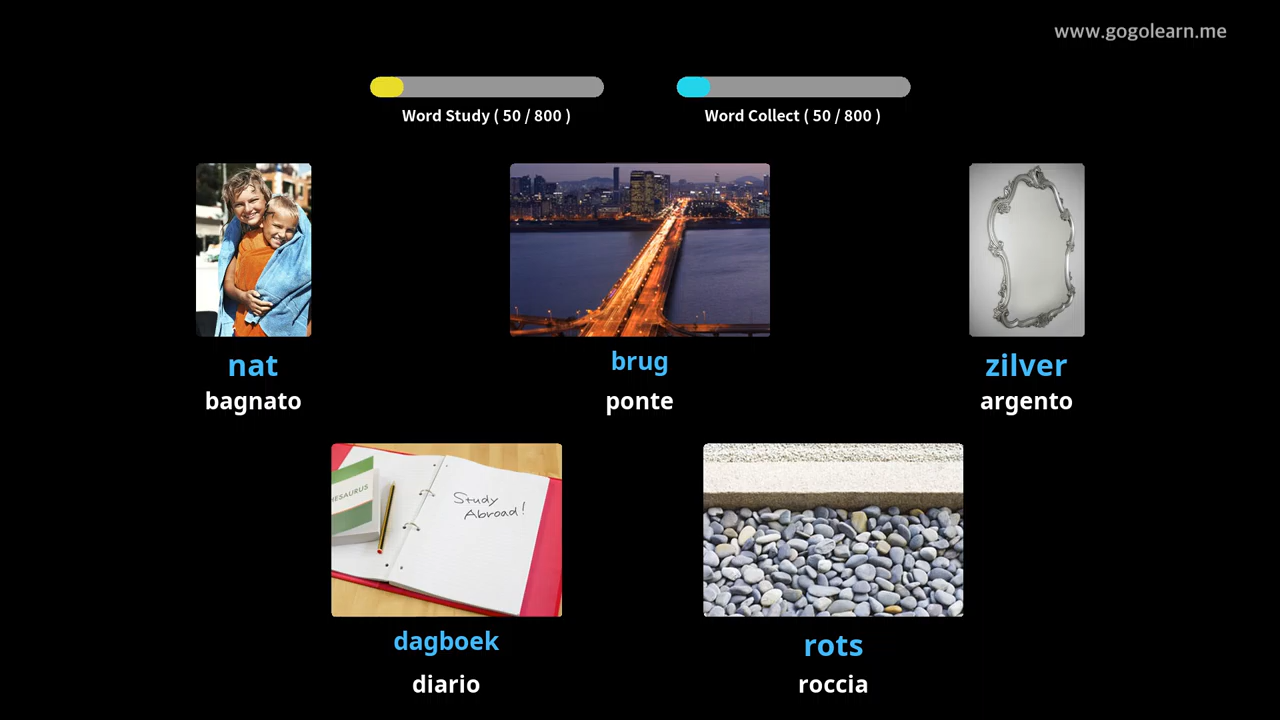 www.gogolearn.me
Word Study ( 50 / 800 )
Word Collect ( 50 / 800 )
nat
bagnato
brug
ponte
zilver
argento
HESAURUS
Study
Abroad!
dagboek
diario
rots
roccia